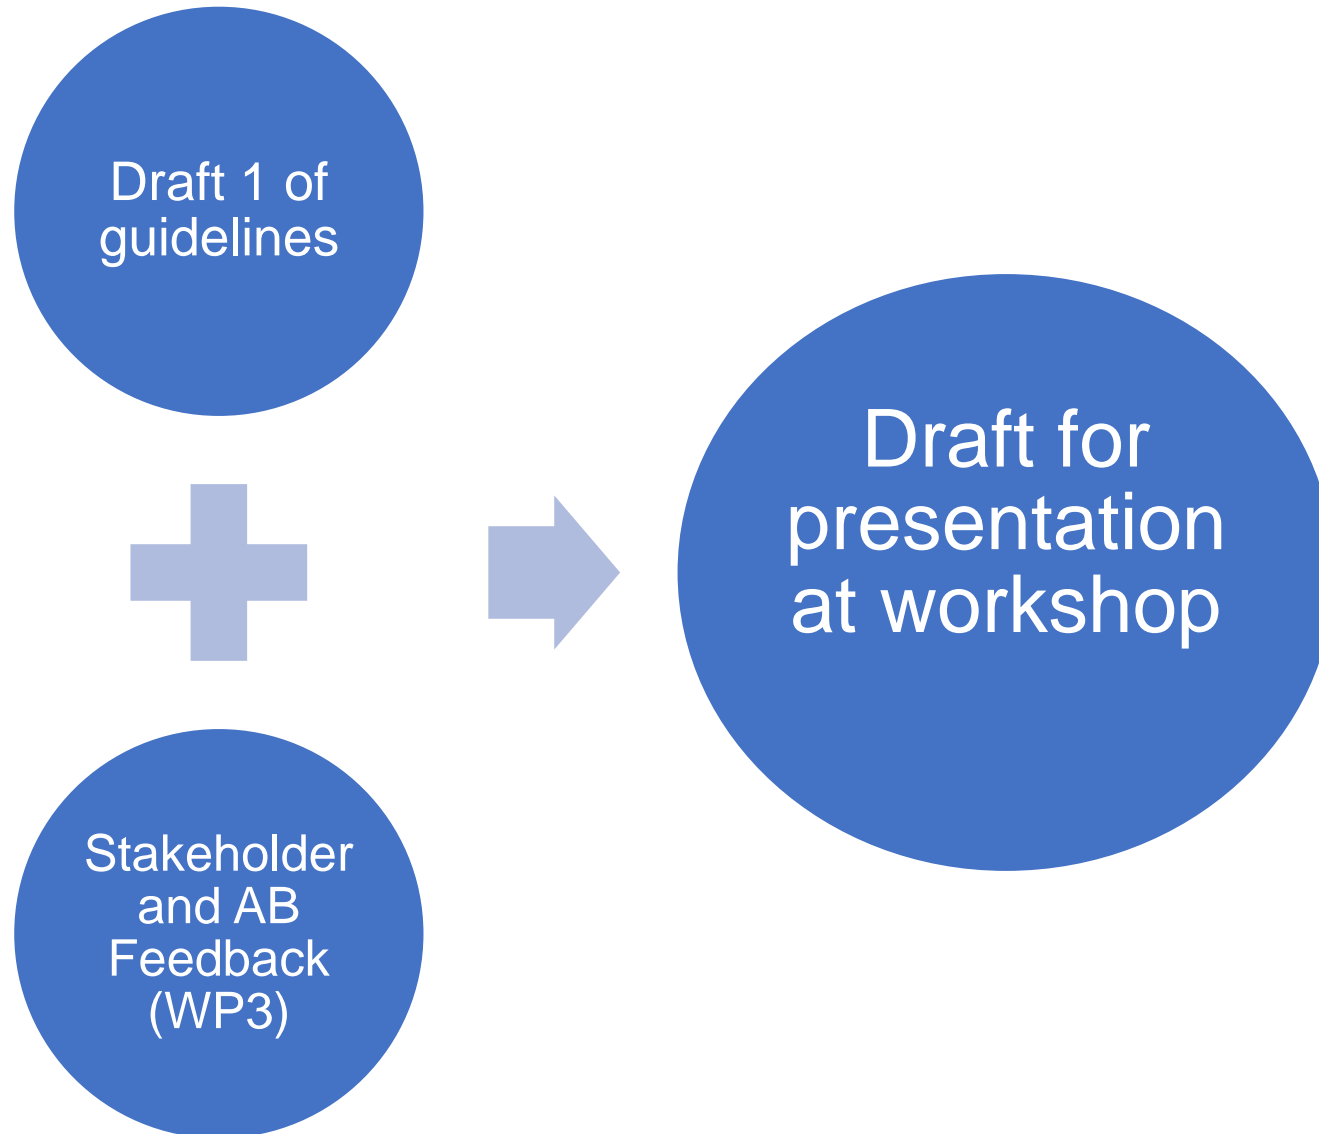 Draft 1 of
guidelines
Stakeholder
and AB
Feedback
(WP3)
Draft for
presentation
at workshop